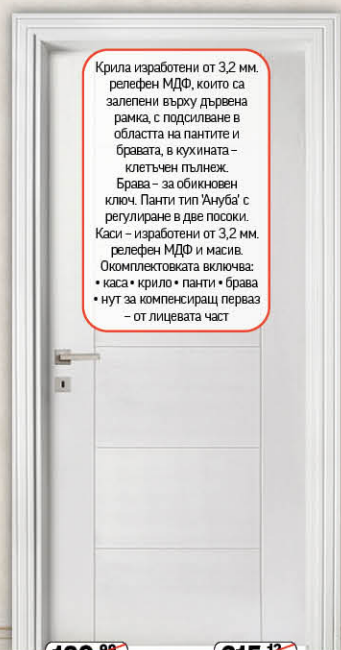 Крила изработени от 3,2 мм.
релефен МДФ, които са
залепени върху дървена
рамка, с подсилване в
областта на пантите и
бравата, в кухината –
клетъчен пълнеж.
Брава – за обикновен
ключ. Панти тип 'Ануба' с
регулиране в две посоки.
Каси – изработени от 3,2 мм.
релефен МДФ и масив.
Окомплектовката включва:
• каса • крило • панти • брава
• нут за компенсиращ перваз
– от лицевата част